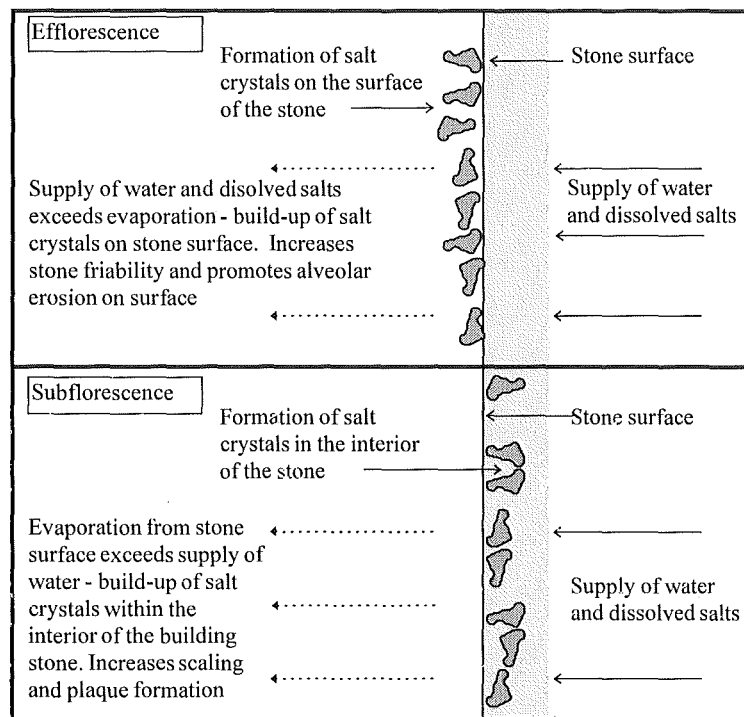 Efflorescence
Formation of salt
crystals on the surface
of the stone
Stone surface
Supply of water and disolved salts
exceeds evaporation - build-up of salt
crystals on stone surface. Increases
stone friability and promotes alveolar
erosion on surface
Supply of water
and dissolved salts
Subflorescence
Formation of salt
crystals in the interior
of the stone
Stone surface
Evaporation from stone
surface exceeds supply of
water - build-up of salt
crystals within the
interior of the building
stone. Increases scaling
and plaque formation
Supply of water
and dissolved salts